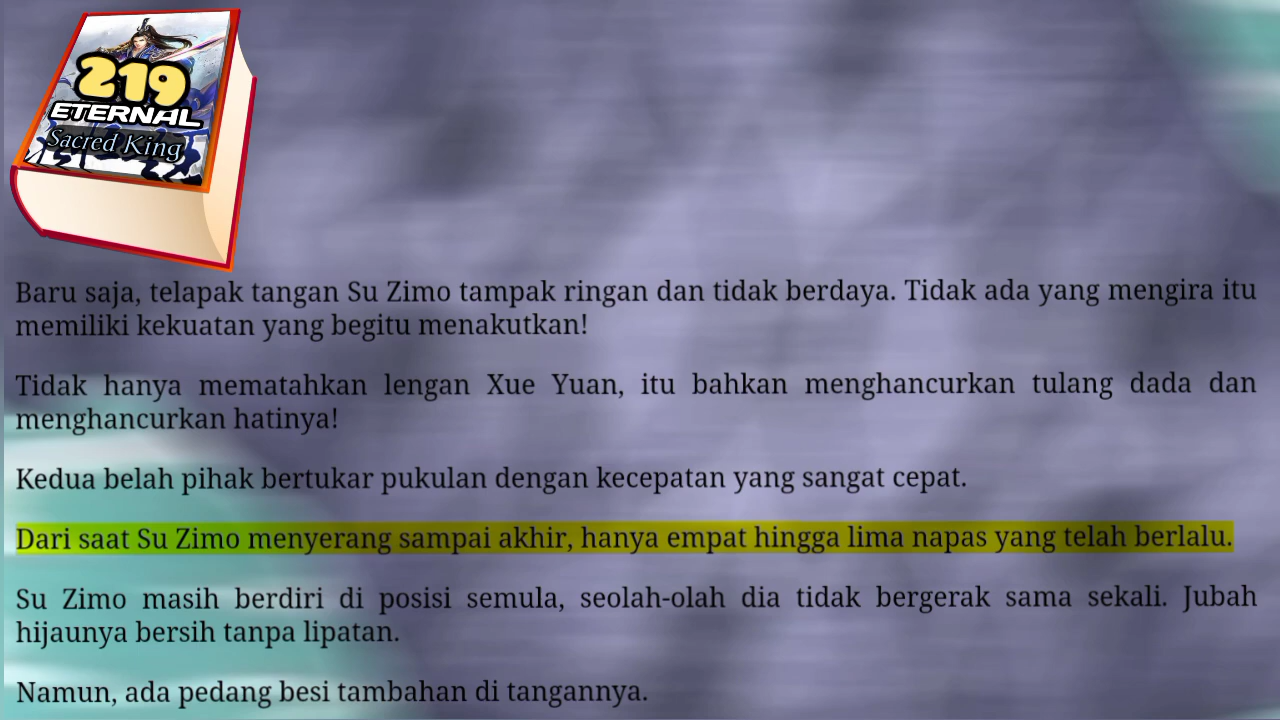 219
ETERNAL
Sacred King
Baru saja, telapak tangan Su Zimo tampak ringan dan tidak berdaya. Tidak ada yang mengira itu
memiliki kekuatan yang begitu menakutkan!
Tidak hanya mematahkan lengan Xue Yuan, itu bahkan menghancurkan tulang dada dan
menghancurkan hatinya!
Kedua belah pihak bertukar pukulan dengan kecepatan yang sangat cepat.
Dari saat Su Zimo menyerang sampai akhir, hanya empat hingga lima napas yang telah berlalu.
Su Zimo masih berdiri di posisi semula, seolah-olah dia tidak bergerak sama sekali. Jubah
hijaunya bersih tanpa lipatan.
Namun, ada pedang besi tambahan di tangannya.